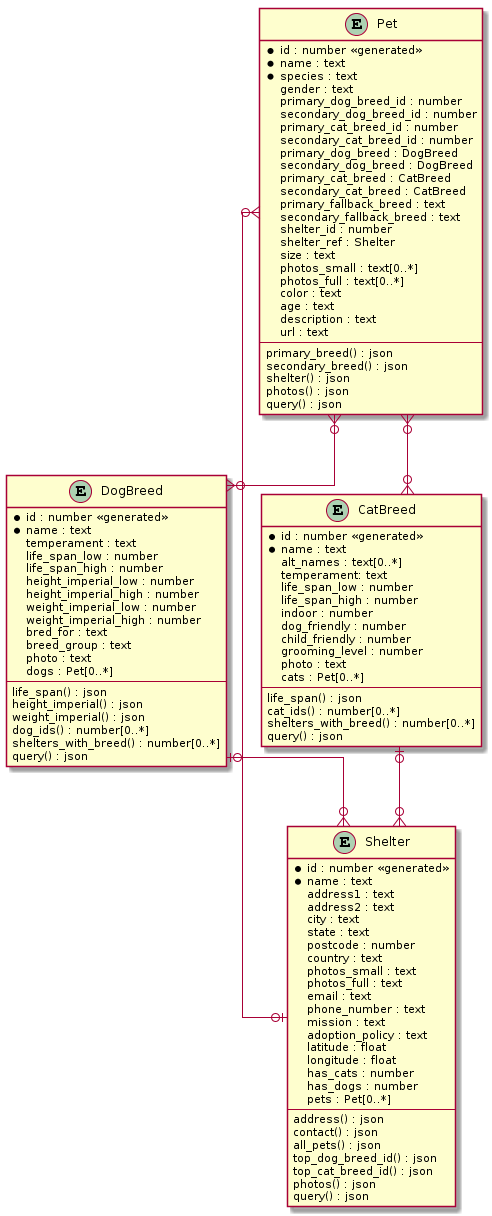 E Pet
id : number «generated»
name : text
species : text
gender : text
primary_dog_breed_id : number
secondary_dog_breed_id : number
primary_cat_breed_id : number
secondary_cat_breed_id : number
primary_dog_breed : DogBreed
secondary_dog_breed : DogBreed
primary_cat_breed : CatBreed
secondary_cat_breed : CatBreed
primary_fallback_breed : text
secondary_fallback_breed : text
shelter_id : number
shelter_ref : Shelter
size : text
photos_small : text[0..*]
photos_full : text[0..*]
color : text
age : text
description : text
url : text
primary_breed() : json
secondary_breed() : json
shelter() : json
photos() : json
query() : json
E DogBreed
id : number «generated»
name : text
temperament : text
life_span_low : number
life_span_high : number
height_imperial_low : number
height_imperial_high : number
weight_imperial_low : number
weight_imperial_high : number
bred_for : text
breed_group : text
photo : text
dogs : Pet[0..*]
life_span() : json
height_imperial() : json
weight_imperial() : json
dog_ids() : number[0..*]
shelters_with_breed() : number[0..*]
query() : json
E CatBreed
id : number «generated»
name : text
alt_names : text[0..*]
temperament: text
life_span_low : number
life_span_high : number
indoor : number
dog_friendly : number
child_friendly : number
grooming_level : number
photo : text
cats : Pet[0..*]
life_span() : json
cat_ids() : number[0..*]
shelters_with_breed() : number[0..*]
query() : json
E Shelter
id : number «generated»
name : text
address1 : text
address2 : text
city : text
state : text
postcode : number
country : text
photos_small : text
photos_full : text
email : text
phone_number : text
mission : text
adoption_policy : text
latitude : float
longitude : float
has_cats : number
has_dogs : number
pets : Pet[0..*]
address() : json
contact() : json
all_pets() : json
top_dog_breed_id() : json
top_cat_breed_id() : json
photos() : json
query() : json